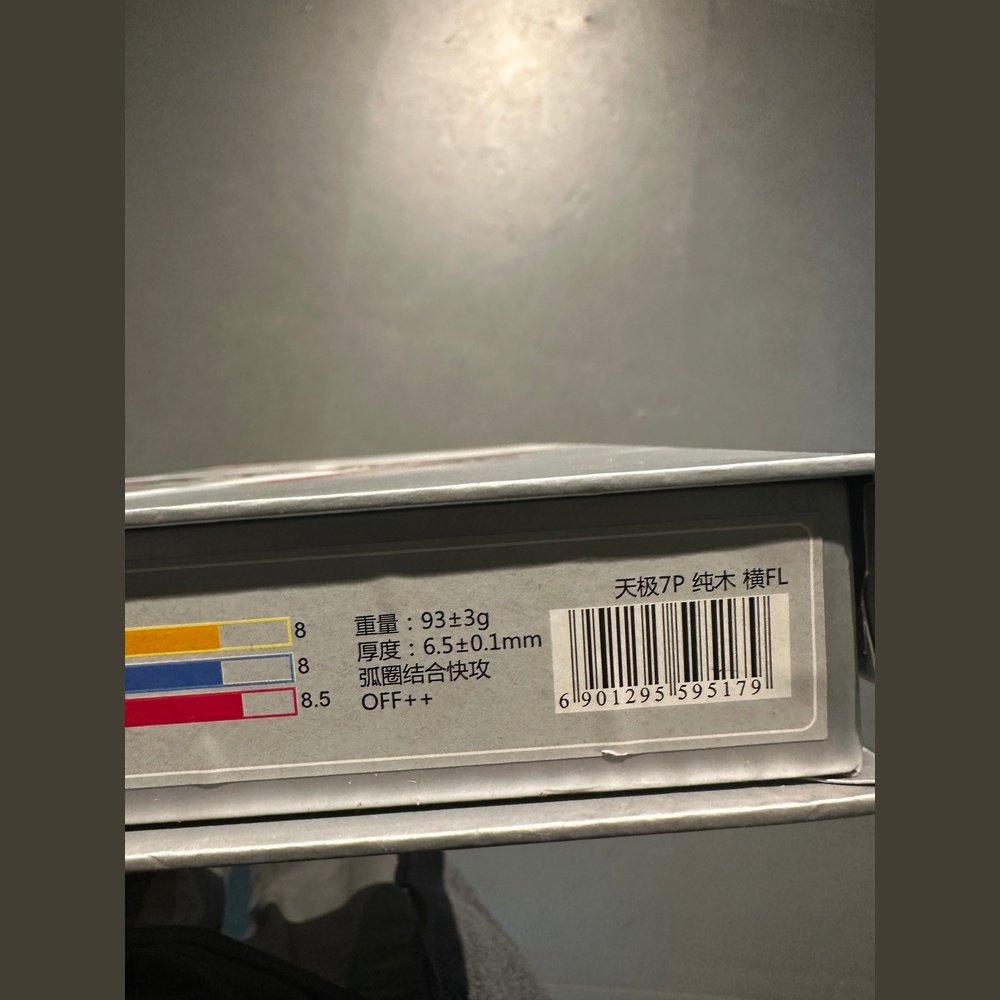 天极7P 纯木 横FL
8
8
8.5
重量：93±3g
厚度：6.5±0.1mm
弧圈结合快攻
OFF++
6 901295 595179